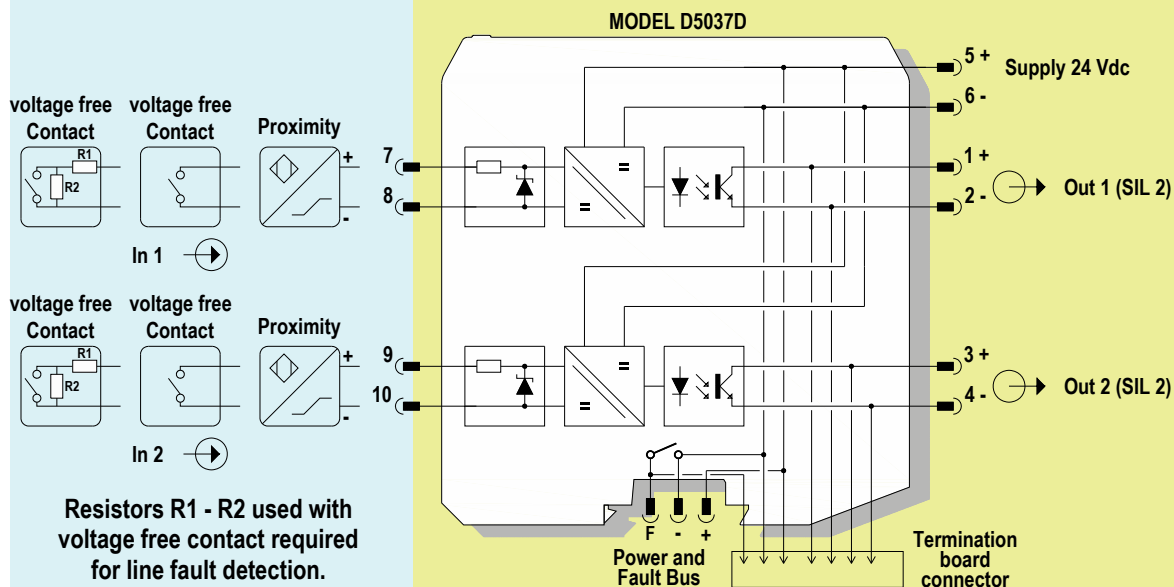 MODEL D5037D
5 +
Supply 24 Vdc
6 -
voltage free
Contact
voltage free
Contact
Proximity
R1
R2
+
-
7
8
1 +
2 -
Out 1 (SIL 2)
In 1
=
=
voltage free
Contact
voltage free
Contact
Proximity
R1
R2
+
-
9
10
3 +
4 -
Out 2 (SIL 2)
In 2
=
=
Resistors R1 - R2 used with
voltage free contact required
for line fault detection.
F - +
Power and
Fault Bus
Termination
board
connector